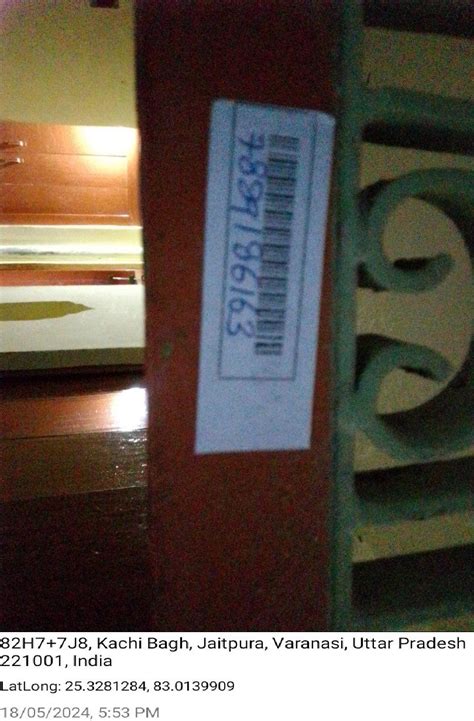 82H7+7J8, Kachi Bagh, Jaitpura, Varanasi, Uttar Pradesh
221001, India
LatLong: 25.3281284, 83.0139909
18/05/2024, 5:53 PM